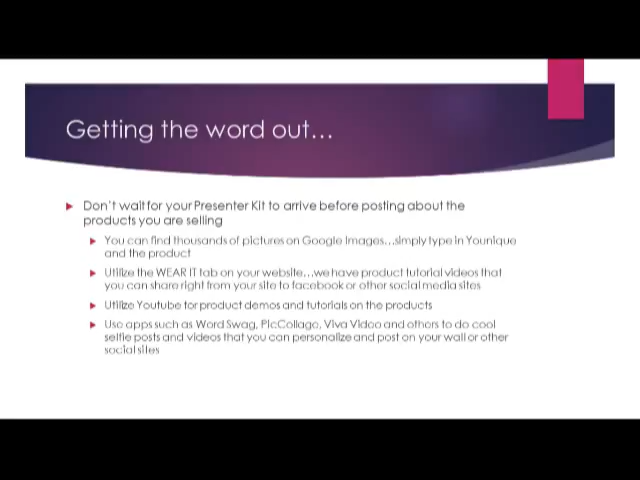 Getting the word out...
Don't wait for your Presenter Kit to arrive before posting about the
products you are selling
You can find thousands of pictures on Google Images...simply type in Younique
and the product
Utilize the WEAR IT tab on your website...we have product tutorial videos that
you can share right from your site to facebook or other social media sites
Utilize Youtube for product demos and tutorials on the products
Use apps such as Word Swag, PicCollage, Viva Video and others to do cool
selfie posts and videos that you can personalize and post on your wall or other
social sites